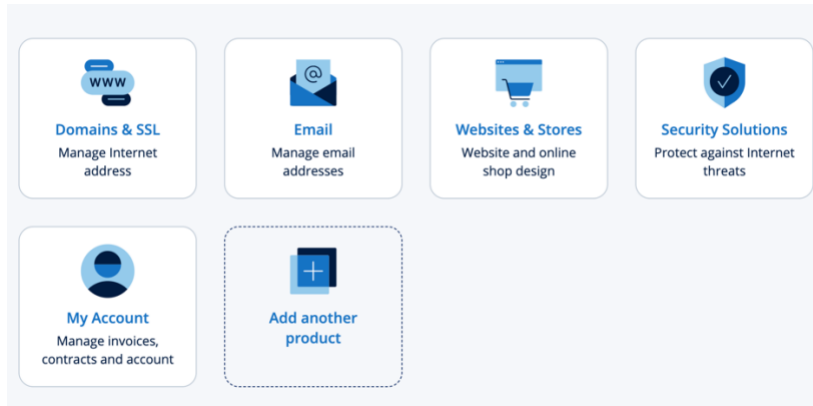 www
Domains & SSL
Manage Internet
address
@
Email
Manage email
addresses
Websites & Stores
Website and online
shop design
Security Solutions
Protect against Internet
threats
My Account
Manage invoices,
contracts and account
Add another
product